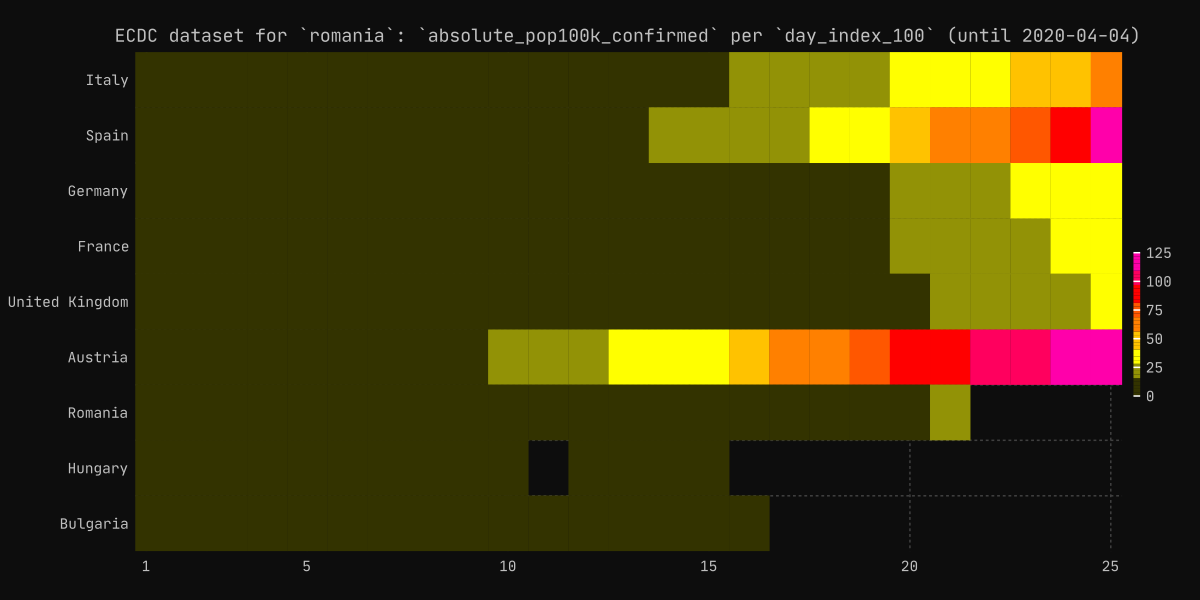 ECDC dataset for `romania`: `absolute_pop100k_confirmed` per `day_index_100` (until 2020-04-04)
Italy
Spain
Germany
France
United Kingdom
Austria
Romania
Hungary
Bulgaria
1 5 10 15 20 25
125
100
75
50
25
0